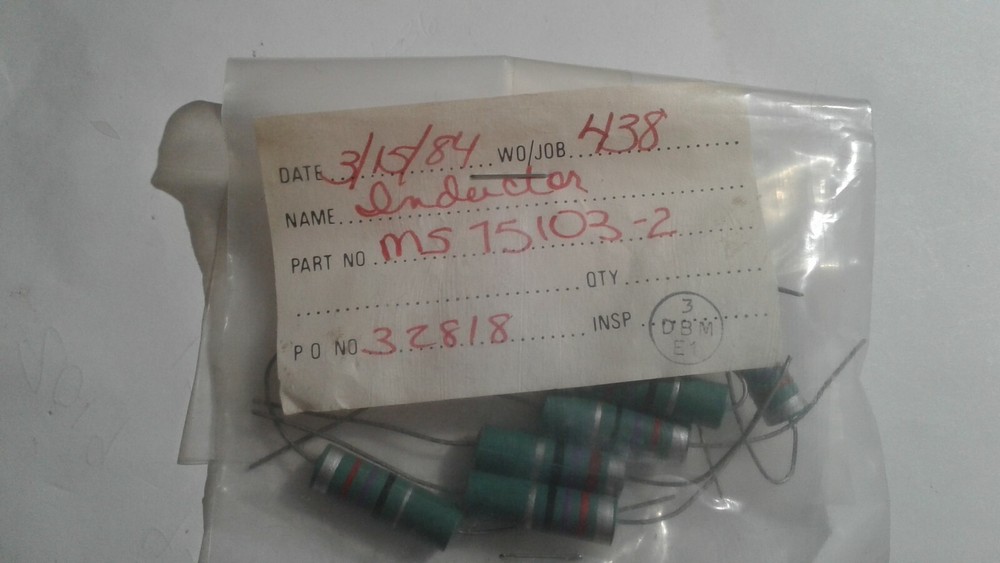 DATE 3/15/84 WO/JOB 438
NAME Inductor
PART NO MS 75103-2
QTY
P O NO 32818 INSP
3
DBM
E1